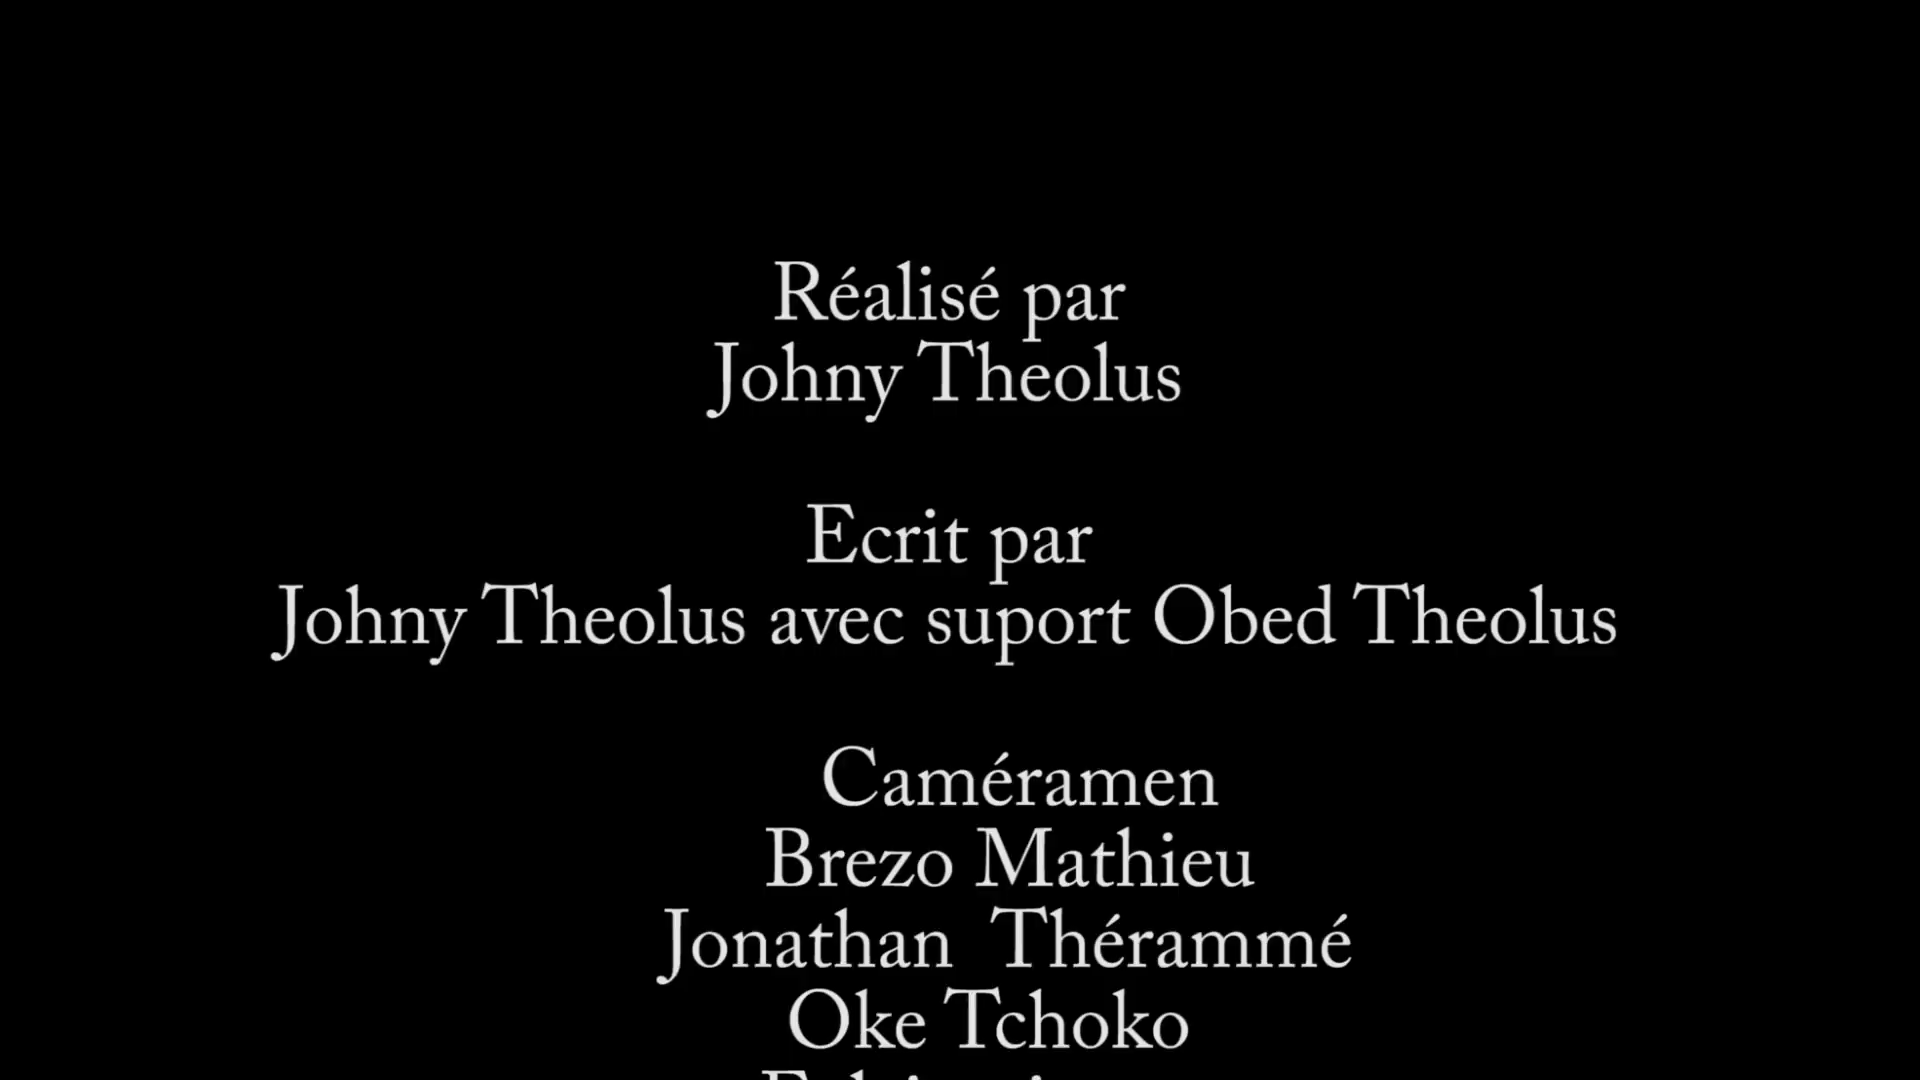 Réalisé par
Johny Theolus
Ecrit par
Johny Theolus avec suport Obed Theolus
Caméramen
Brezo Mathieu
Jonathan Thérammé
Oke Tchoko